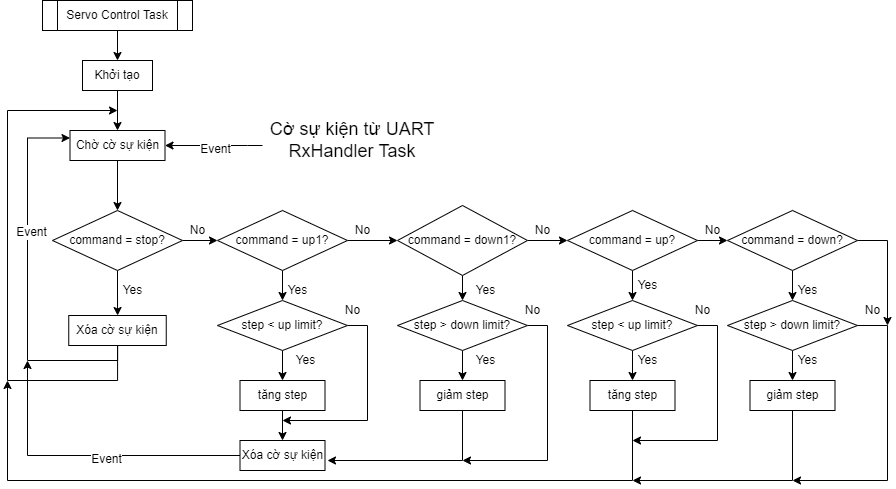 Servo Control Task
Khởi tạo
Chờ cờ sự kiện
Event
Cờ sự kiện từ UART
RxHandler Task
Event
command = stop?
No
command = up1?
No
command = down1?
No
command = up?
No
command = down?
Yes
Yes
Yes
Yes
Yes
Xóa cờ sự kiện
step < up limit?
No
step > down limit?
No
step < up limit?
No
step > down limit?
No
Yes
Yes
Yes
Yes
tăng step
giảm step
tăng step
giảm step
Event
Xóa cờ sự kiện